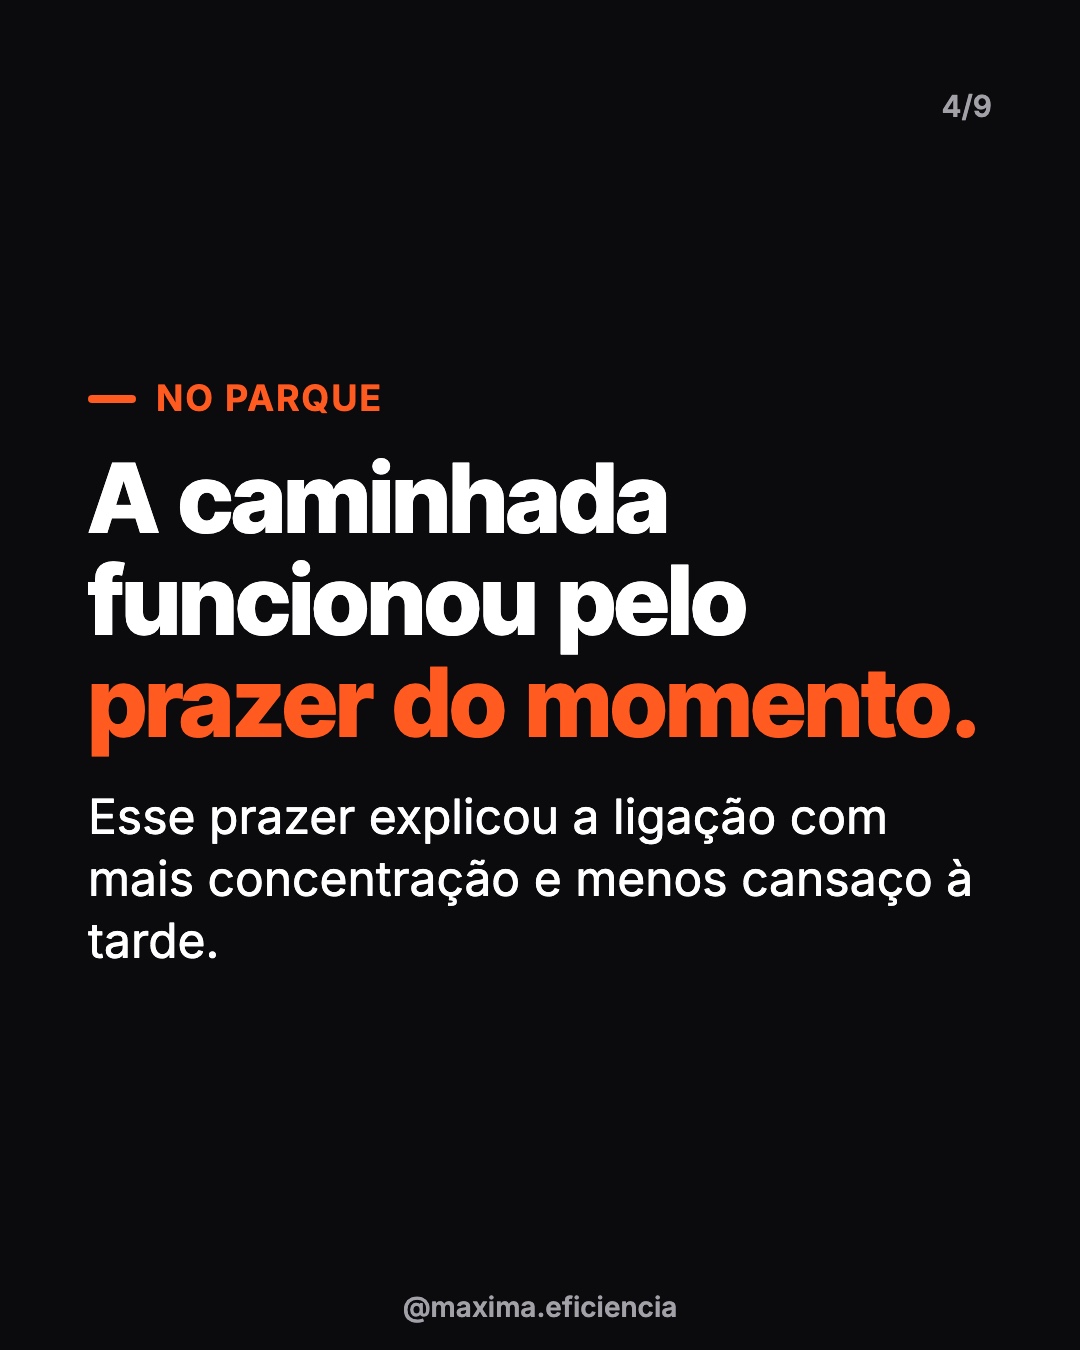 4/9
NO PARQUE
A caminhada
funcionou pelo
prazer do momento.
Esse prazer explicou a ligação com
mais concentração e menos cansaço à
tarde.
@maxima.eficiencia